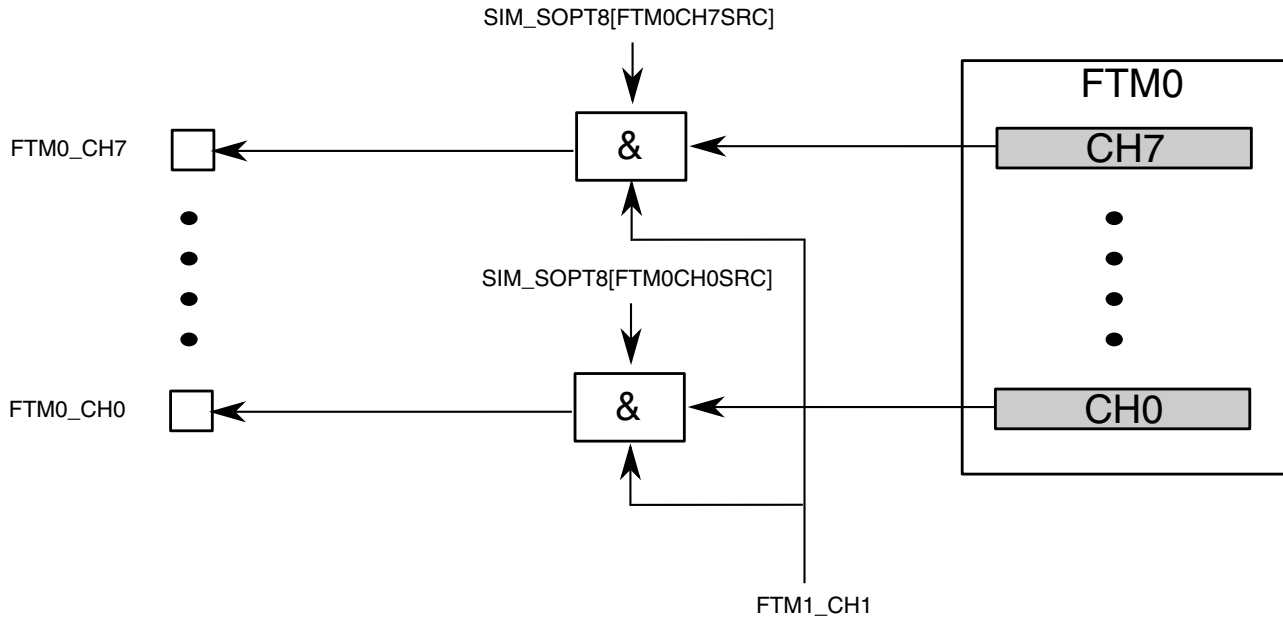 SIM_SOPT8[FTM0CH7SRC]
FTM0
FTM0_CH7
&
CH7
SIM_SOPT8[FTM0CH0SRC]
FTM0_CH0
&
CH0
FTM1_CH1